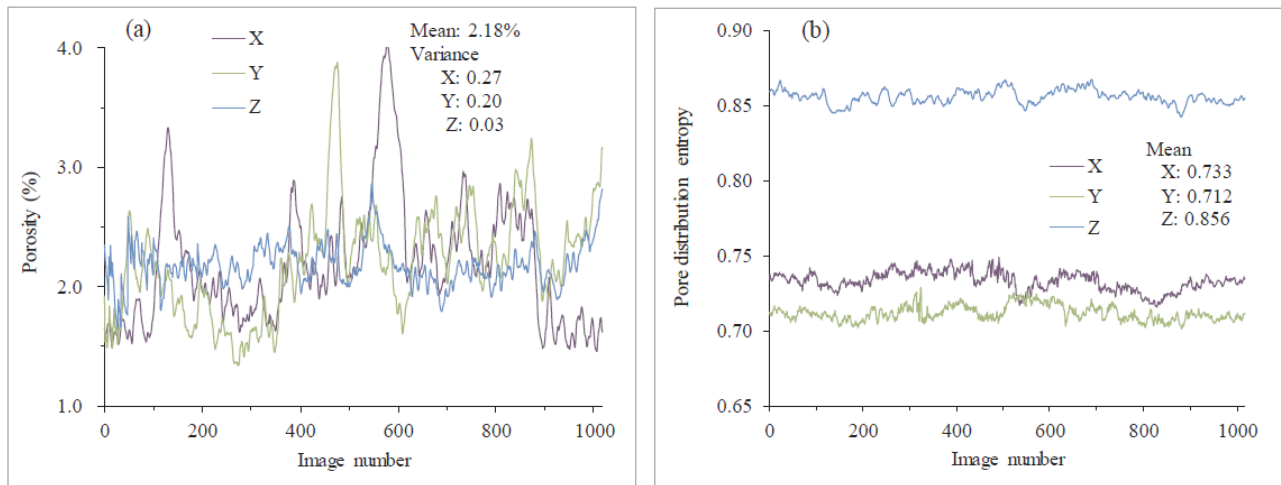 (a)
X
Y
Z
Mean: 2.18%
Variance
X: 0.27
Y: 0.20
Z: 0.03
4.0
3.0
2.0
1.0
Porosity (%)
0 200 400 600 800 1000
Image number
(b)
0.90
0.85
0.80
0.75
0.70
0.65
Pore distribution entropy
X
Y
Z
Mean
X: 0.733
Y: 0.712
Z: 0.856
0 200 400 600 800 1000
Image number